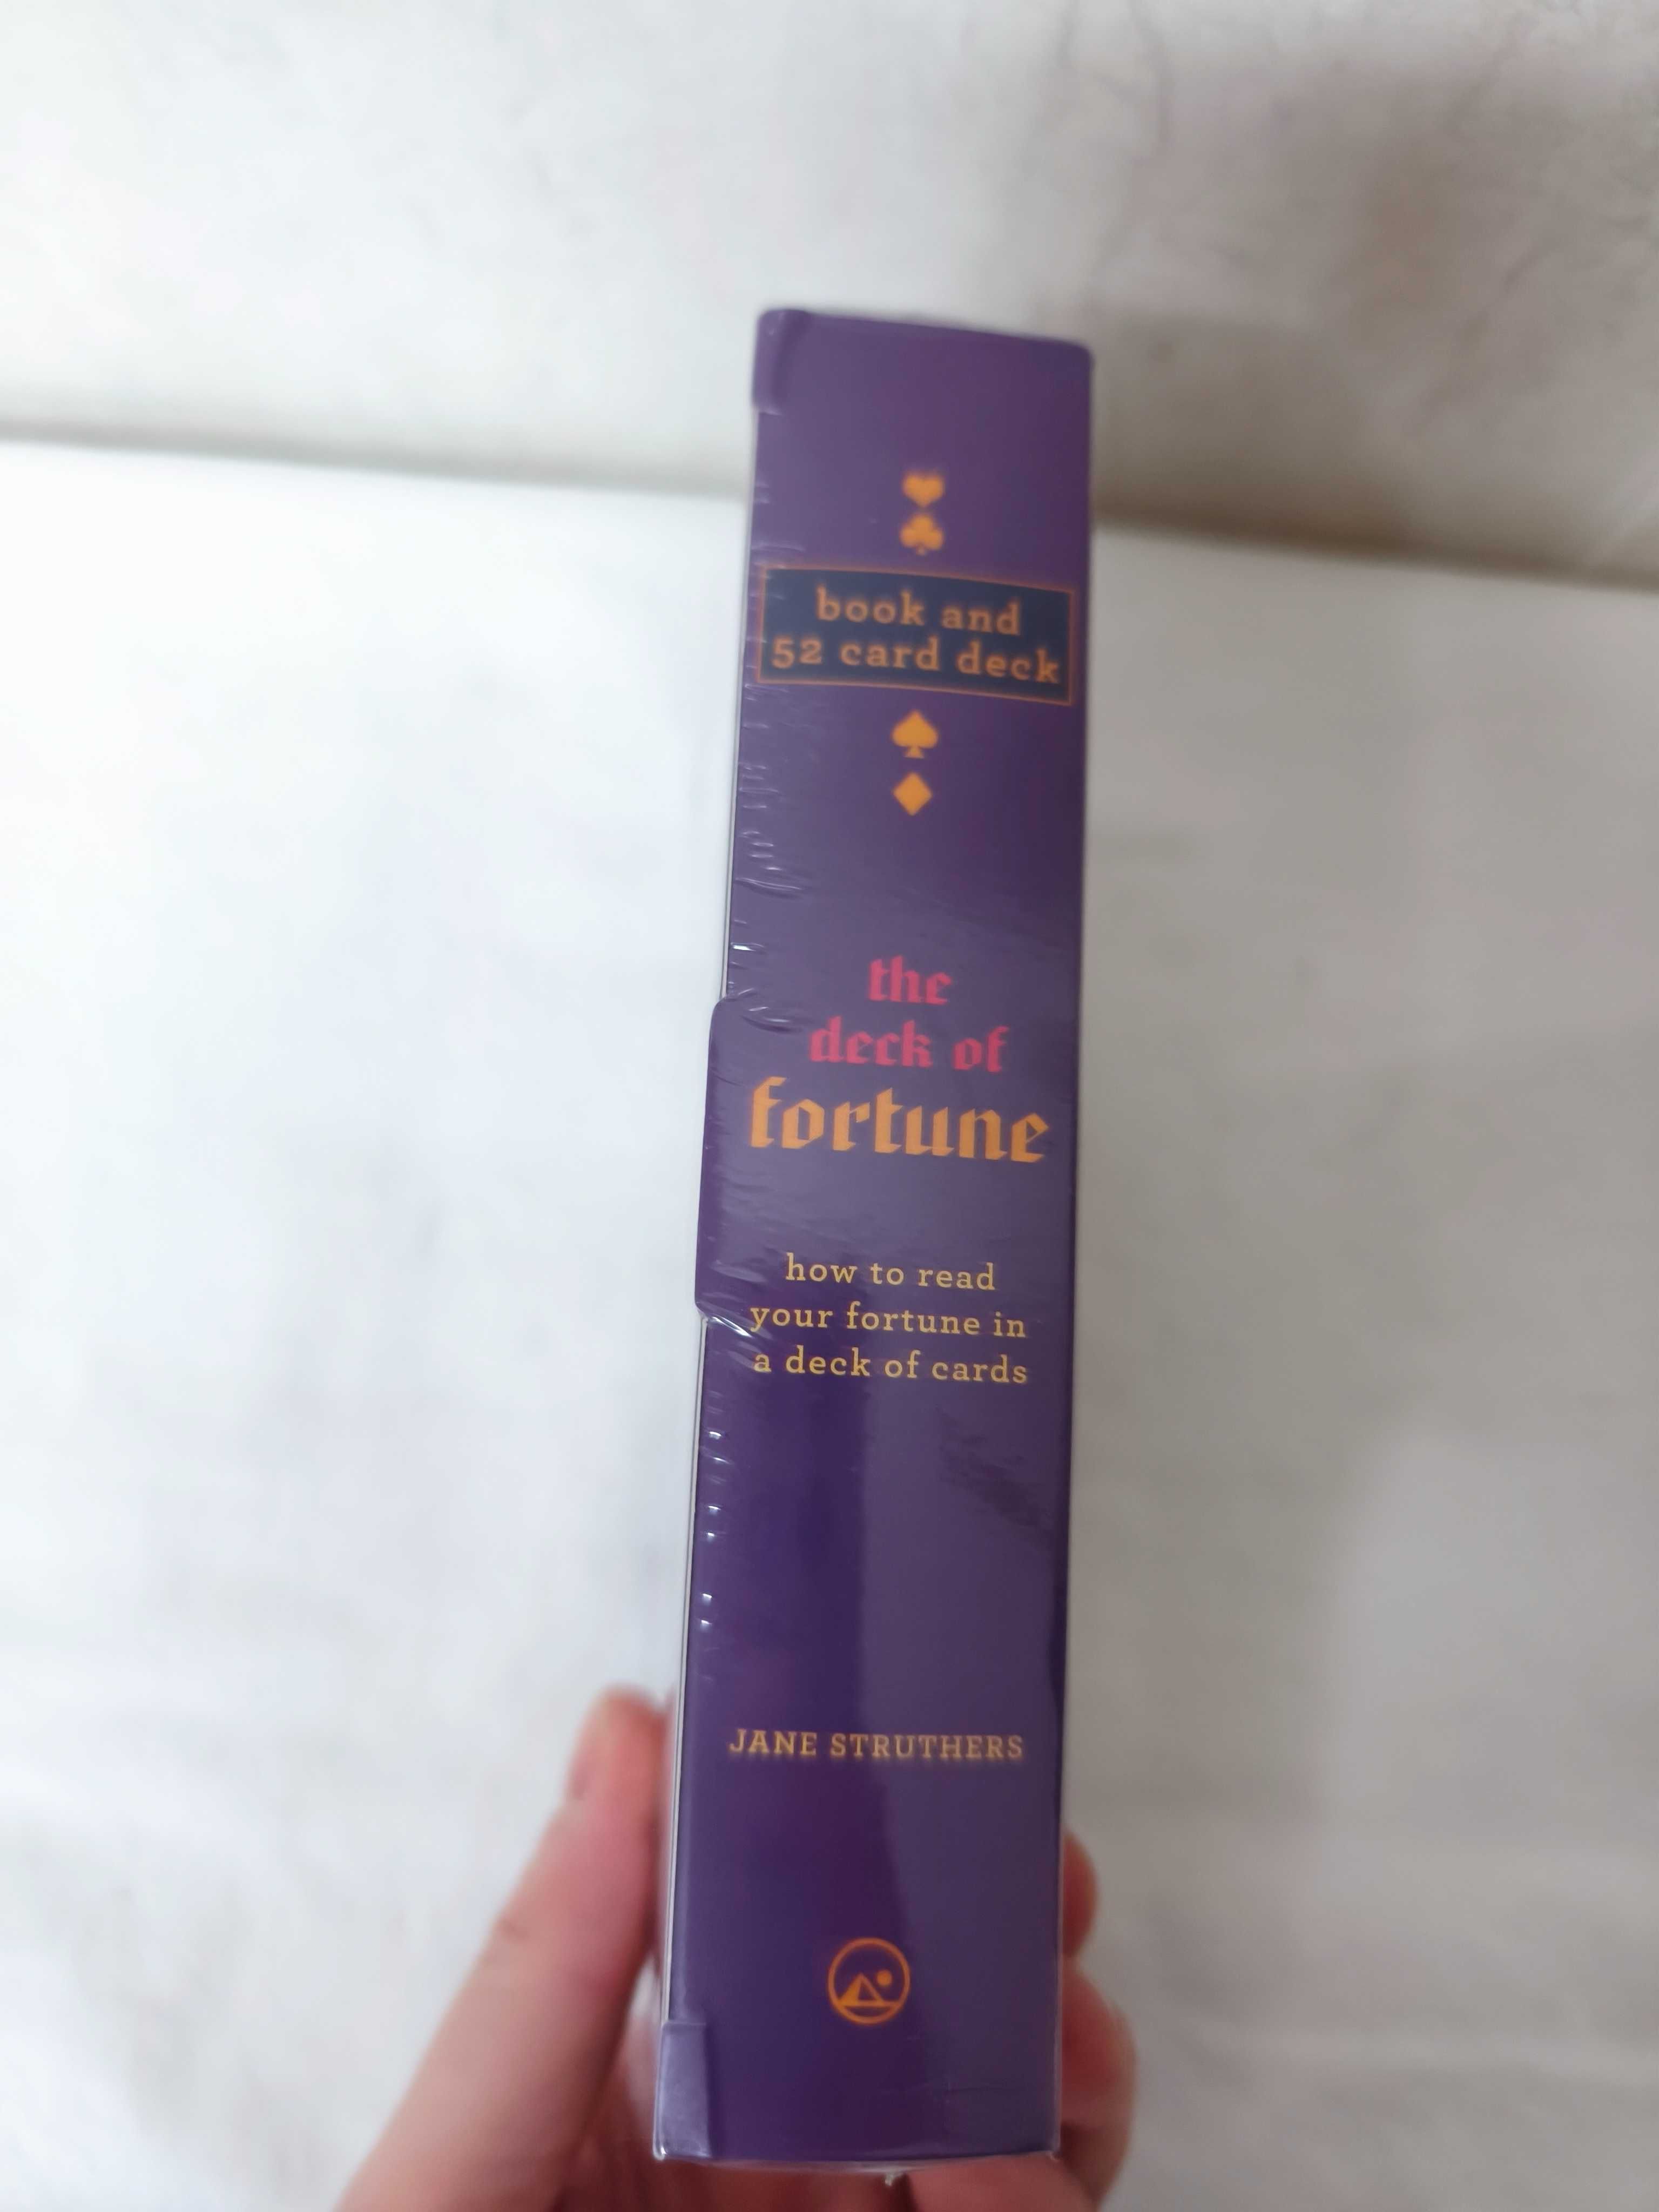 book and
52 card deck
the
deck of
fortune
how to read
your fortune in
a deck of cards
JANE STRUTHERS